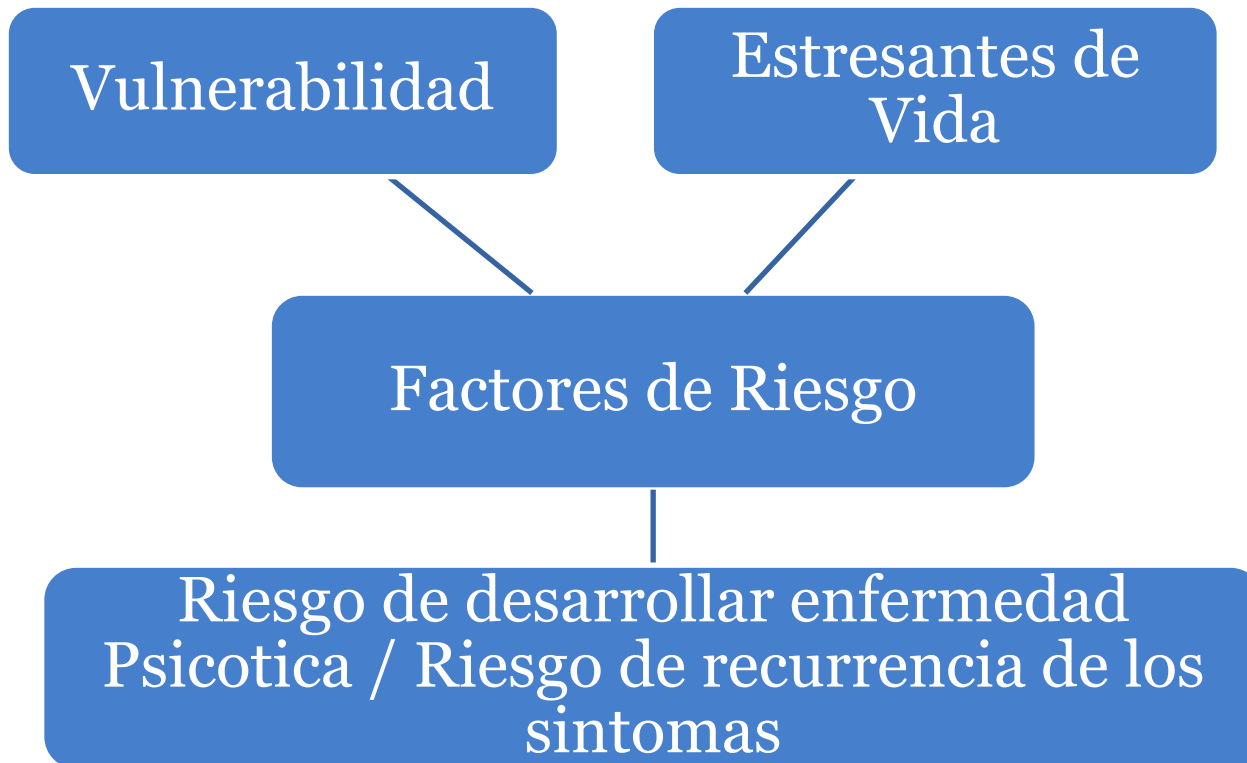 Vulnerabilidad
Estresantes de
Vida
Factores de Riesgo
Riesgo de desarrollar enfermedad
Psicotica / Riesgo de recurrencia de los
sintomas